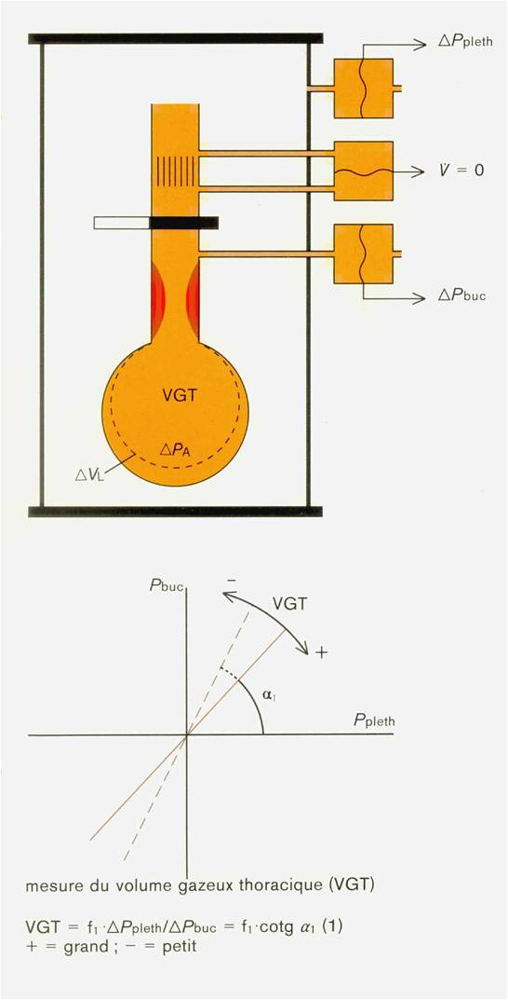 ΔPpleth
V̇ = 0
ΔPbuc
VGT
ΔPA
ΔVL
Pbuc
−
VGT
+
α₁
Ppleth
mesure du volume gazeux thoracique (VGT)
VGT = f₁·ΔPpleth/ΔPbuc = f₁·cotg α₁ (1)
+ = grand ; − = petit